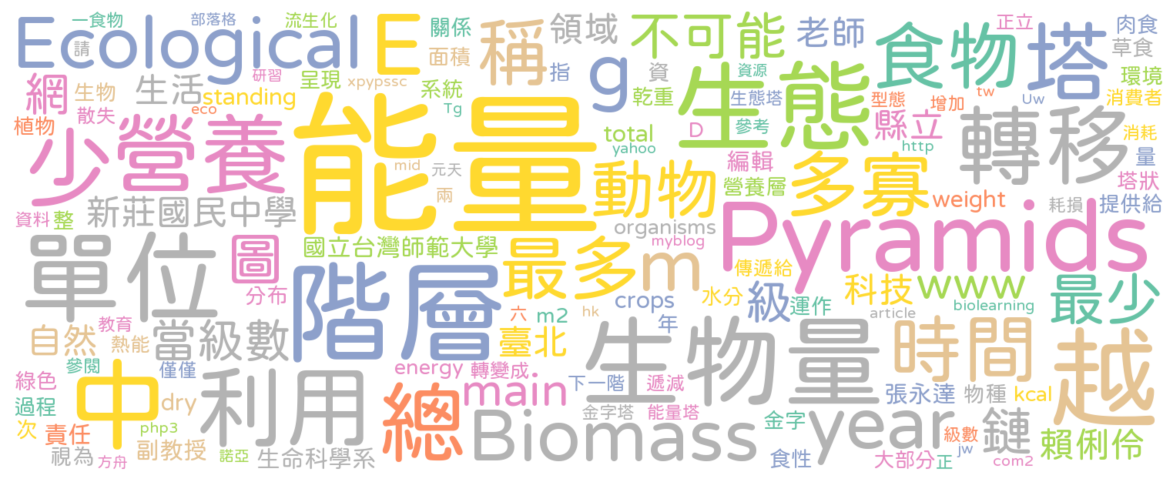 部落格 一食物 流生化 請 Ecological E 關係 面積 稱 領域 指 不可能 老師 食物 塔 正立 肉食 草食
網 生物 生活 研習 呈現 xpypssc 系統 g 資 資源 環境
植物 散失 eco standing Tg 乾重 生態 生態塔 型態 增加 tw Uw 消費者
少 營養 能量 mid 元天 total yahoo D 參考 縣立 http 轉移 消耗 量
兩 動物 編輯 營養層 多寡 weight 塔狀
資料 整 新莊國民中學 organisms myblog Pyramids 耗損 提供給
單位 圖 國立台灣師範大學 最多 m 傳遞給
分布 階層 crops 水分 級 運作 科技 www biolearning 最少
自然 教育 熱能 當級數 六 m2 hk 年 生物量 article 時間 越
臺北
綠色 參閱 僅僅 energy 轉變成 main 下一階 遞減 張永達 物種 kcal
過程 中 dry 利用 總 金字塔 能量塔 金字 year 鏈
次 責任 php3 副教授 Biomass 級數 賴俐伶
視為 方舟 諾亞 生命科學系 食性 大部分 正 jw com2